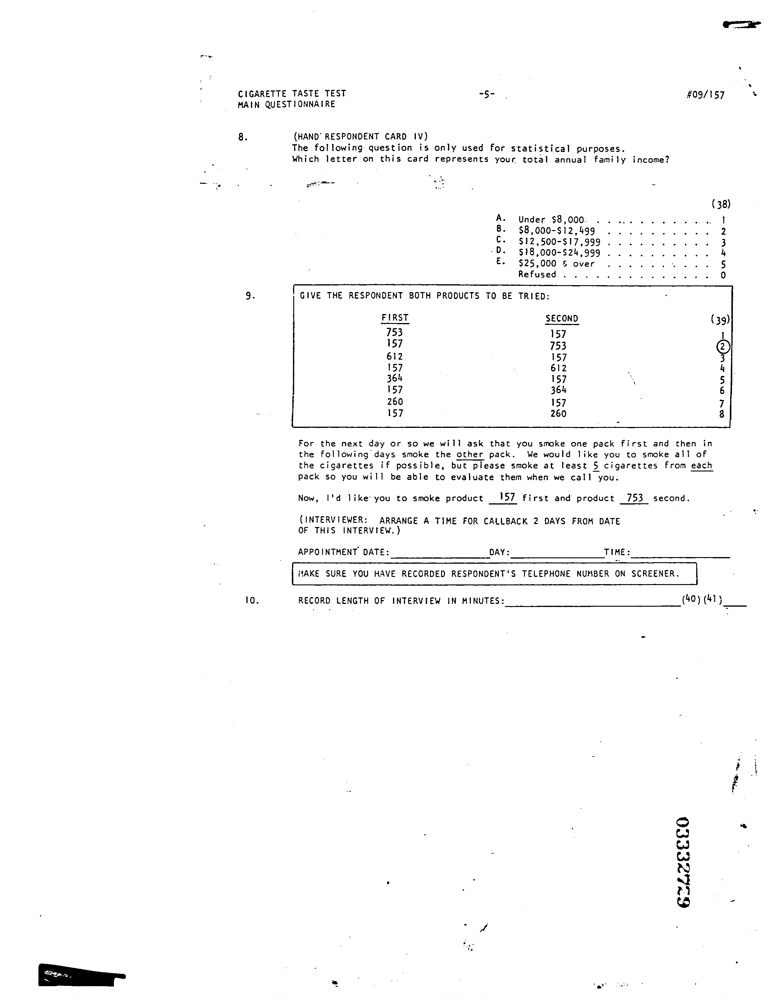 CIGARETTE TASTE TEST -5- #09/157
MAIN QUESTIONNAIRE
8. (HAND RESPONDENT CARD IV)
The following question is only used for statistical purposes.
Which letter on this card represents your total annual family income?
(38)
A. Under $8,000 . . . . . . . . . . . . 1
B. $8,000-$12,499 . . . . . . . . . . 2
C. $12,500-$17,999 . . . . . . . . . . 3
D. $18,000-$24,999 . . . . . . . . . . 4
E. $25,000 & over . . . . . . . . . . 5
Refused . . . . . . . . . . . . . . 0
9. GIVE THE RESPONDENT BOTH PRODUCTS TO BE TRIED:
FIRST SECOND (39)
753 157 1
157 753 2
612 157 3
157 612 4
364 157 5
157 364 6
260 157 7
157 260 8
For the next day or so we will ask that you smoke one pack first and then in
the following days smoke the other pack. We would like you to smoke all of
the cigarettes if possible, but please smoke at least 5 cigarettes from each
pack so you will be able to evaluate them when we call you.
Now, I'd like you to smoke product 157 first and product 753 second.
(INTERVIEWER: ARRANGE A TIME FOR CALLBACK 2 DAYS FROM DATE
OF THIS INTERVIEW.)
APPOINTMENT DATE: DAY: TIME:
MAKE SURE YOU HAVE RECORDED RESPONDENT'S TELEPHONE NUMBER ON SCREENER.
10. RECORD LENGTH OF INTERVIEW IN MINUTES: (40)(41)
03332729